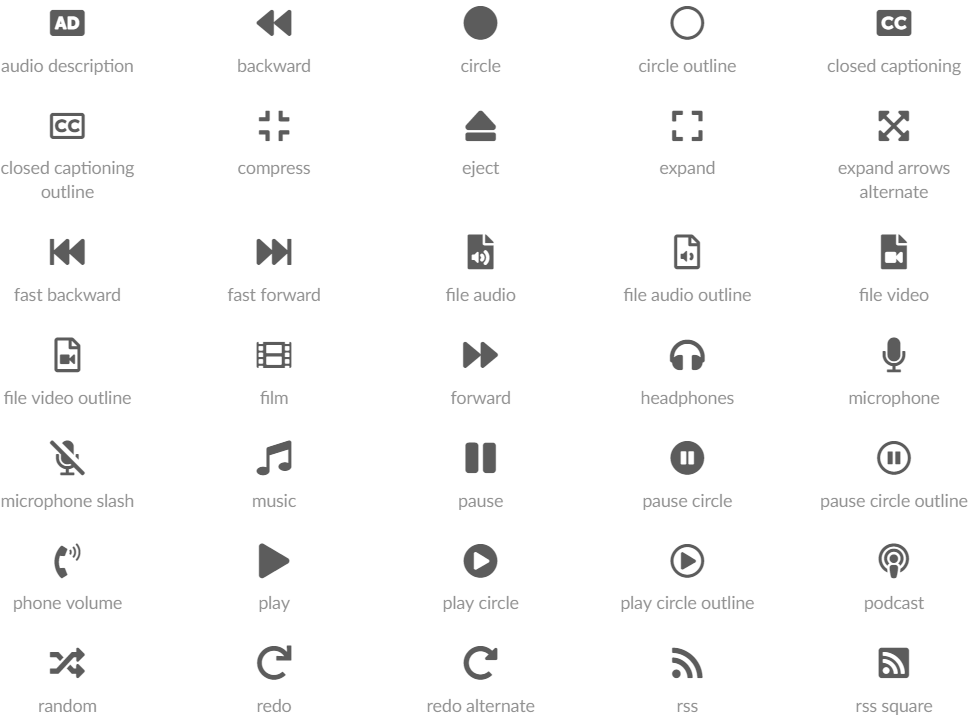 AD CC
audio description backward circle circle outline closed captioning
CC
closed captioning compress eject expand expand arrows
outline alternate
fast backward fast forward file audio file audio outline file video
file video outline film forward headphones microphone
microphone slash music pause pause circle pause circle outline
phone volume play play circle play circle outline podcast
random redo redo alternate rss rss square